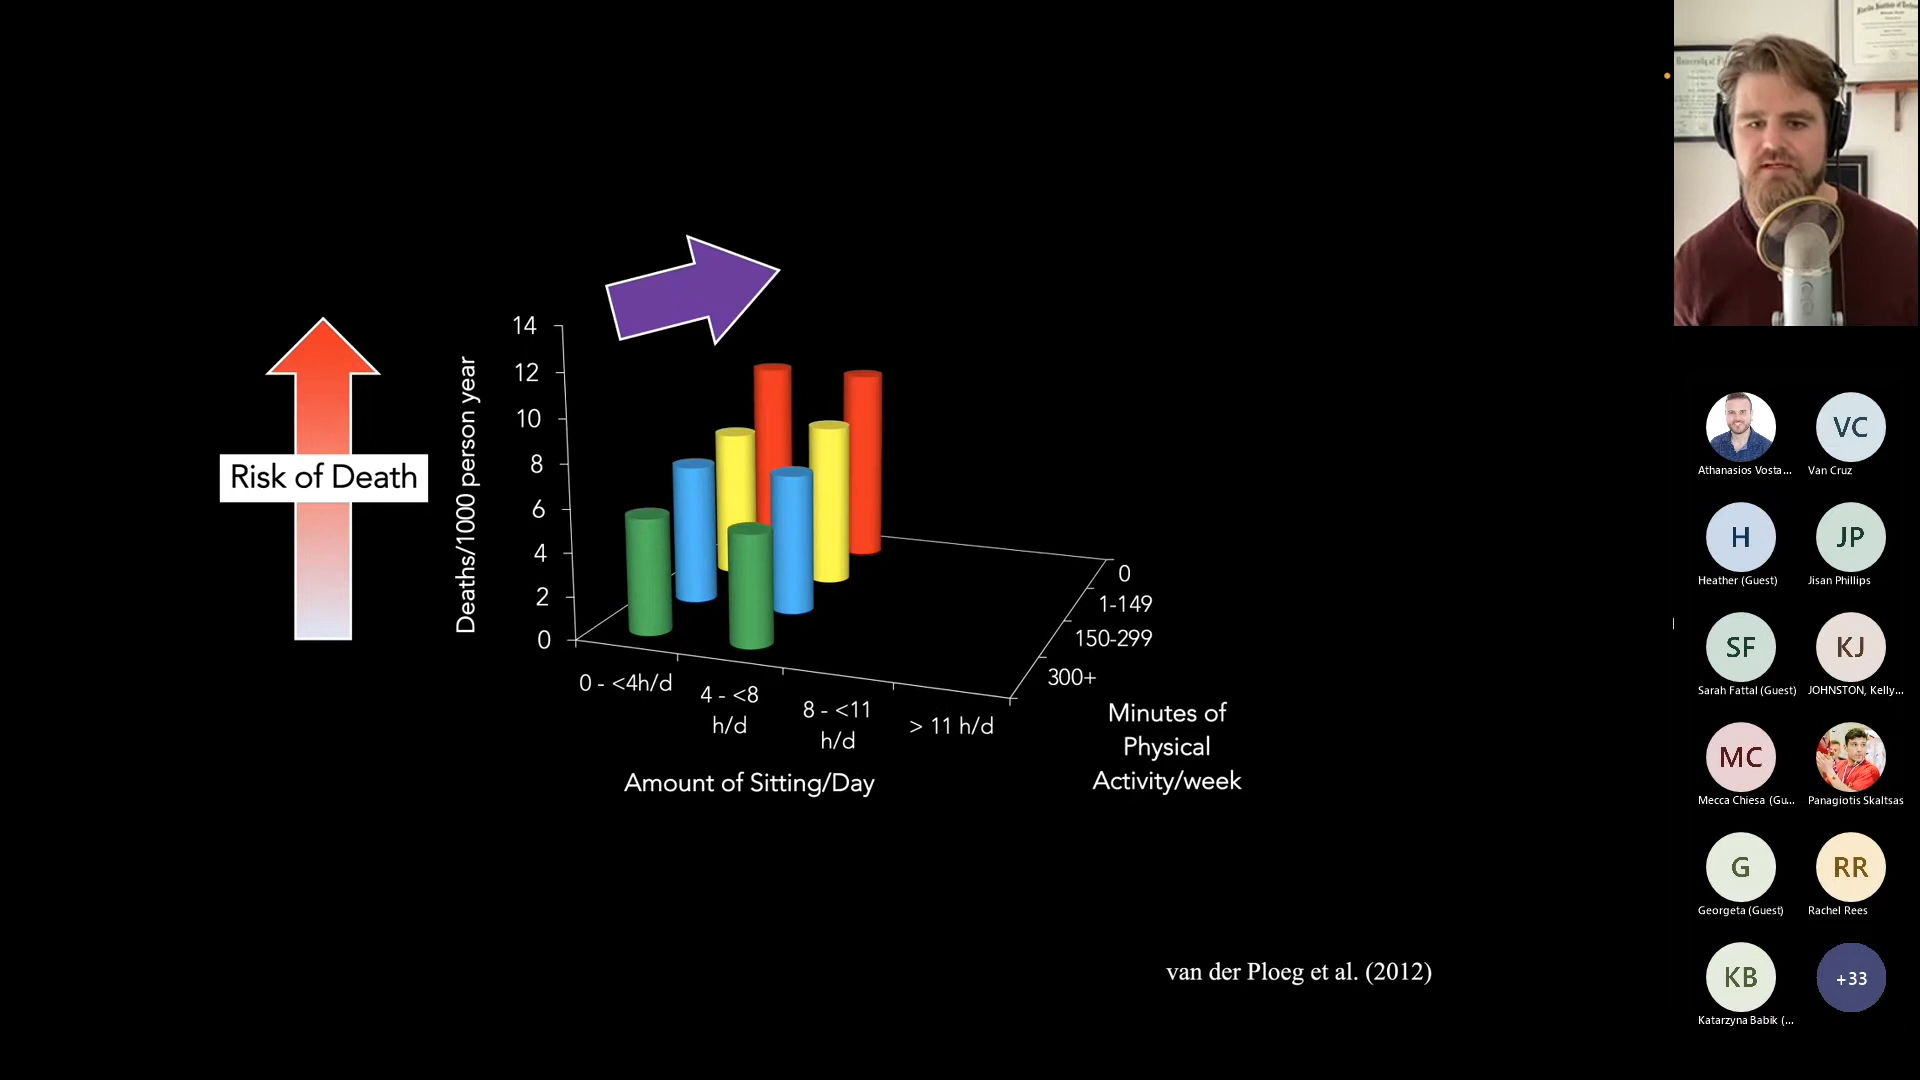 Risk of Death
Deaths/1000 person year
14
12
10
8
6
4
2
0
0 - <4h/d
4 - <8
h/d
8 - <11
h/d
> 11 h/d
Amount of Sitting/Day
0
1-149
150-299
300+
Minutes of
Physical
Activity/week
van der Ploeg et al. (2012)
Athanasios Vosta...
VC
Van Cruz
H
Heather (Guest)
JP
Jisan Phillips
SF
Sarah Fattal (Guest)
KJ
JOHNSTON, Kelly...
MC
Mecca Chiesa (Gu...
Panagiotis Skaltsas
G
Georgeta (Guest)
RR
Rachel Rees
KB
Katarzyna Babik (...
+33